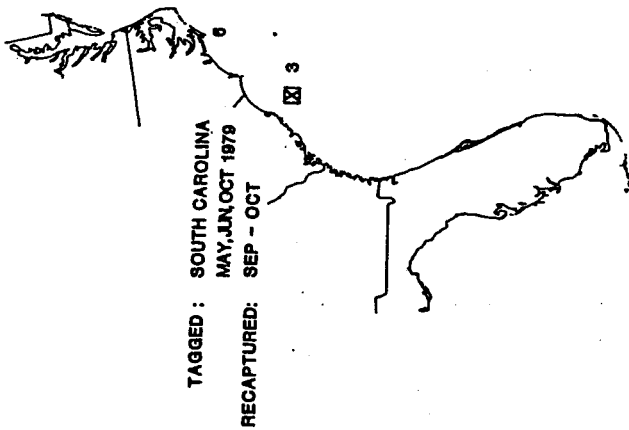 TAGGED : SOUTH CAROLINA
MAY,JUN,OCT 1979
RECAPTURED: SEP - OCT
6
3